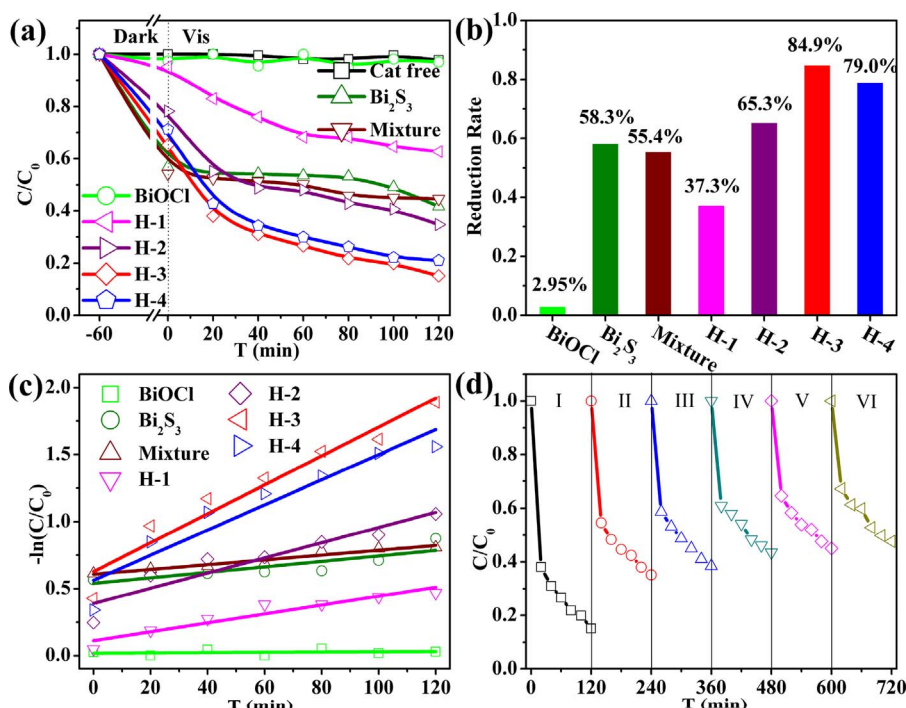 (a)
Dark
Vis
1.0
0.8
0.6
0.4
0.2
0.0
C/C0
Cat free
Bi2S3
Mixture
BiOCl
H-1
H-2
H-3
H-4
-60 0 20 40 60 80 100 120
T (min)
(b)
1.0
0.8
0.6
0.4
0.2
0.0
Reduction Rate
2.95%
58.3%
55.4%
37.3%
65.3%
84.9%
79.0%
BiOCl
Bi2S3
Mixture
H-1
H-2
H-3
H-4
(c)
2.0
1.5
1.0
0.5
0.0
-ln(C/C0)
BiOCl
Bi2S3
Mixture
H-1
H-2
H-3
H-4
0 20 40 60 80 100 120
T (min)
(d)
I II III IV V VI
1.0
0.8
0.6
0.4
0.2
0.0
C/C0
0 120 240 360 480 600 720
T (min)